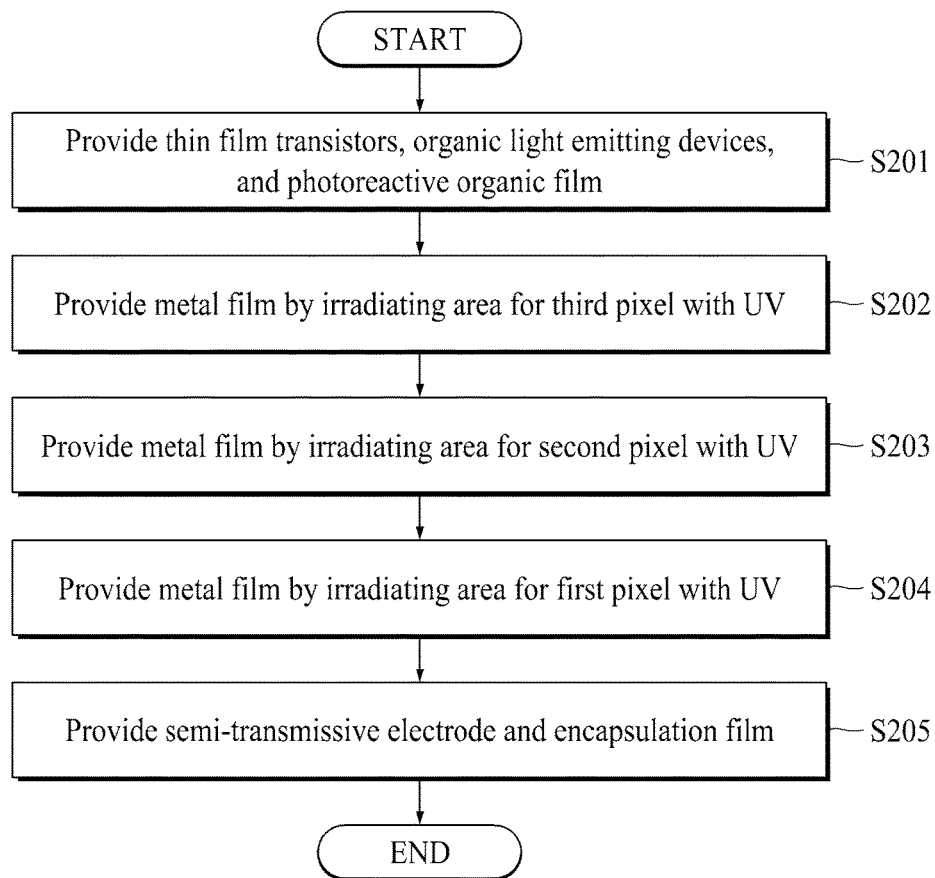 START
Provide thin film transistors, organic light emitting devices,
and photoreactive organic film
S201
Provide metal film by irradiating area for third pixel with UV
S202
Provide metal film by irradiating area for second pixel with UV
S203
Provide metal film by irradiating area for first pixel with UV
S204
Provide semi-transmissive electrode and encapsulation film
S205
END